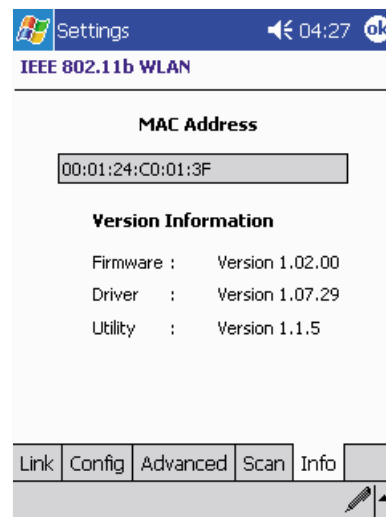 Settings 04:27 ok
IEEE 802.11b WLAN
MAC Address
00:01:24:C0:01:3F
Version Information
Firmware : Version 1.02.00
Driver : Version 1.07.29
Utility : Version 1.1.5
Link Config Advanced Scan Info